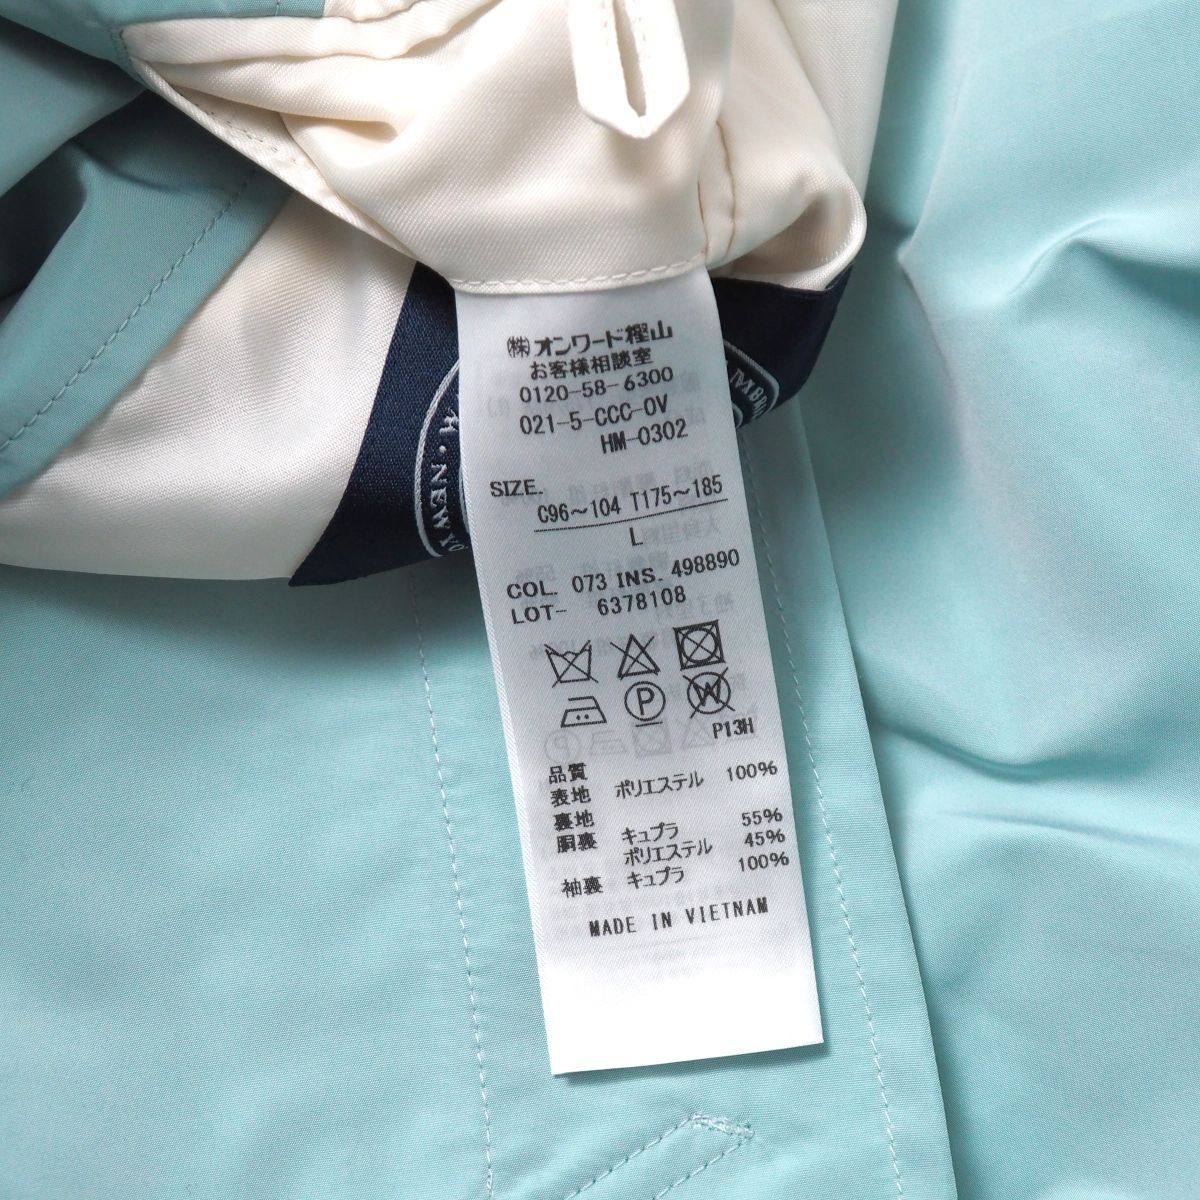 ㈱オンワード樫山
お客様相談室
0120-58-6300
021-5-CCC-OV
HM-0302
SIZE.
C96～104 T175～185
L
COL. 073 INS. 498890
LOT- 6378108
P
W
P13H
品質
表地 ポリエステル 100%
裏地
胴裏 キュプラ 55%
ポリエステル 45%
袖裏 キュプラ 100%
MADE IN VIETNAM
NEW YO